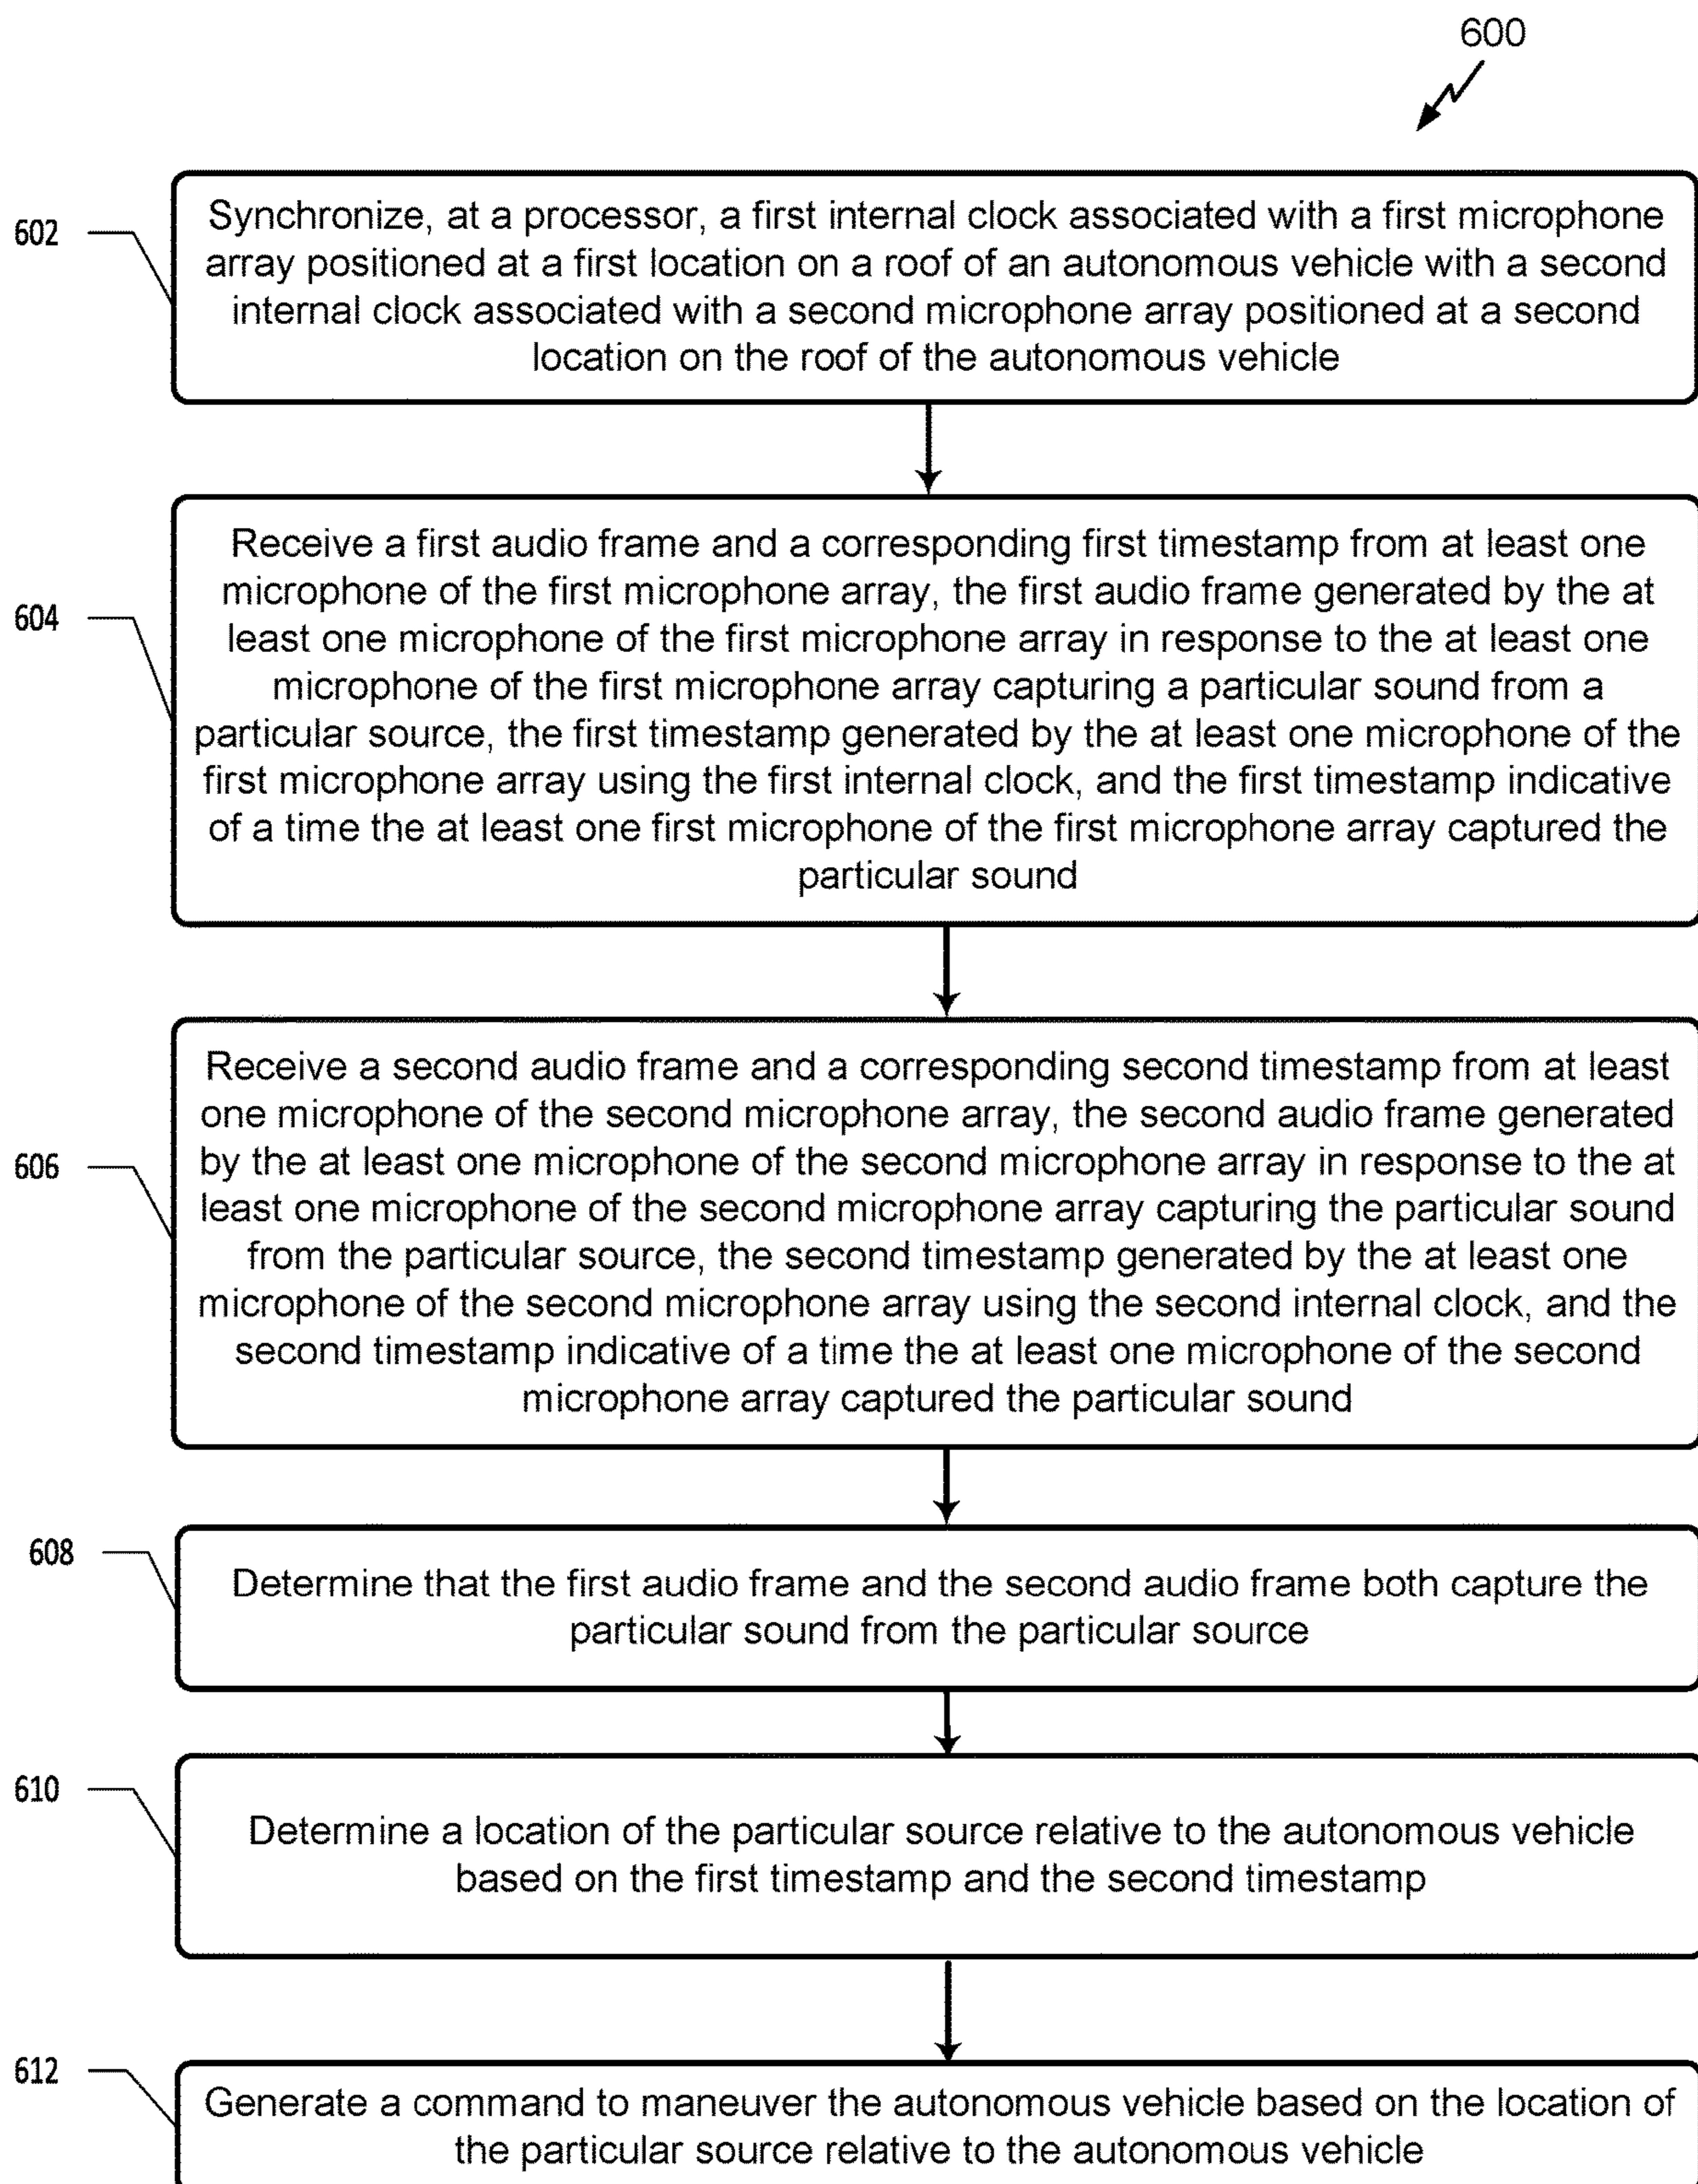 600
602
Synchronize, at a processor, a first internal clock associated with a first microphone
array positioned at a first location on a roof of an autonomous vehicle with a second
internal clock associated with a second microphone array positioned at a second
location on the roof of the autonomous vehicle
604
Receive a first audio frame and a corresponding first timestamp from at least one
microphone of the first microphone array, the first audio frame generated by the at
least one microphone of the first microphone array in response to the at least one
microphone of the first microphone array capturing a particular sound from a
particular source, the first timestamp generated by the at least one microphone of the
first microphone array using the first internal clock, and the first timestamp indicative
of a time the at least one first microphone of the first microphone array captured the
particular sound
606
Receive a second audio frame and a corresponding second timestamp from at least
one microphone of the second microphone array, the second audio frame generated
by the at least one microphone of the second microphone array in response to the at
least one microphone of the second microphone array capturing the particular sound
from the particular source, the second timestamp generated by the at least one
microphone of the second microphone array using the second internal clock, and the
second timestamp indicative of a time the at least one microphone of the second
microphone array captured the particular sound
608
Determine that the first audio frame and the second audio frame both capture the
particular sound from the particular source
610
Determine a location of the particular source relative to the autonomous vehicle
based on the first timestamp and the second timestamp
612
Generate a command to maneuver the autonomous vehicle based on the location of
the particular source relative to the autonomous vehicle